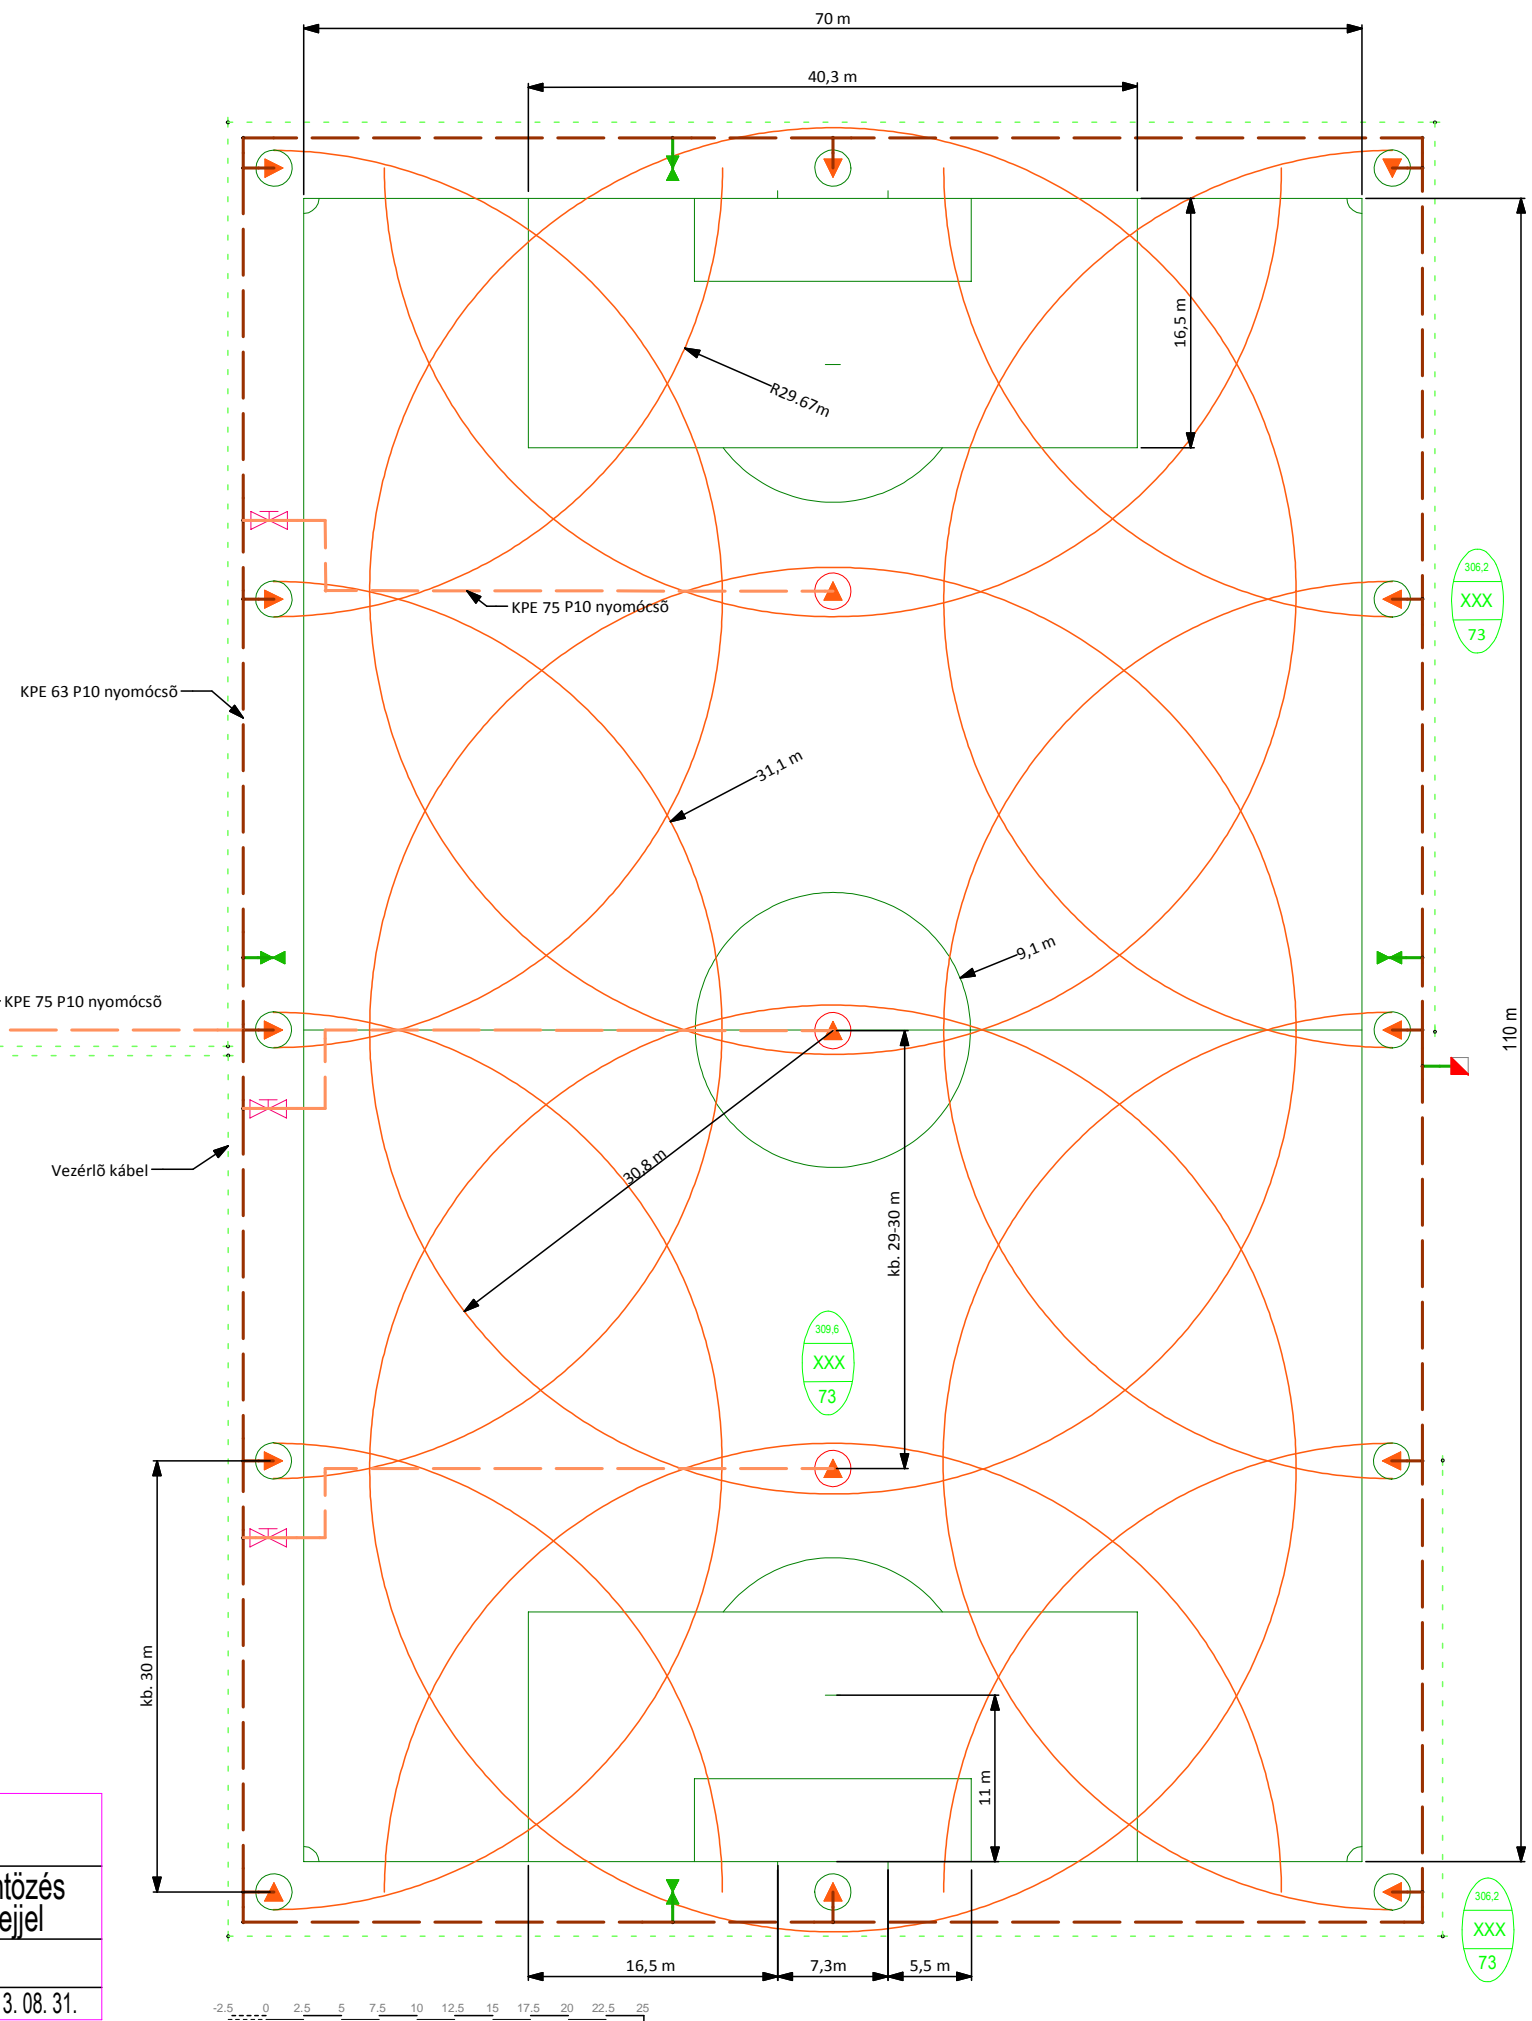 70 m
40,3 m
16,5 m
R29.67m
306,2
XXX
73
KPE 75 P10 nyomócsõ
KPE 63 P10 nyomócsõ
31,1 m
9,1 m
KPE 75 P10 nyomócsõ
110 m
Vezérlõ kábel
30,8 m
kb. 29-30 m
309,6
XXX
73
kb. 30 m
11 m
ntözés
ejjel
3. 08. 31.
306,2
XXX
73
16,5 m 7,3m 5,5 m
-2.5 0 2.5 5 7.5 10 12.5 15 17.5 20 22.5 25